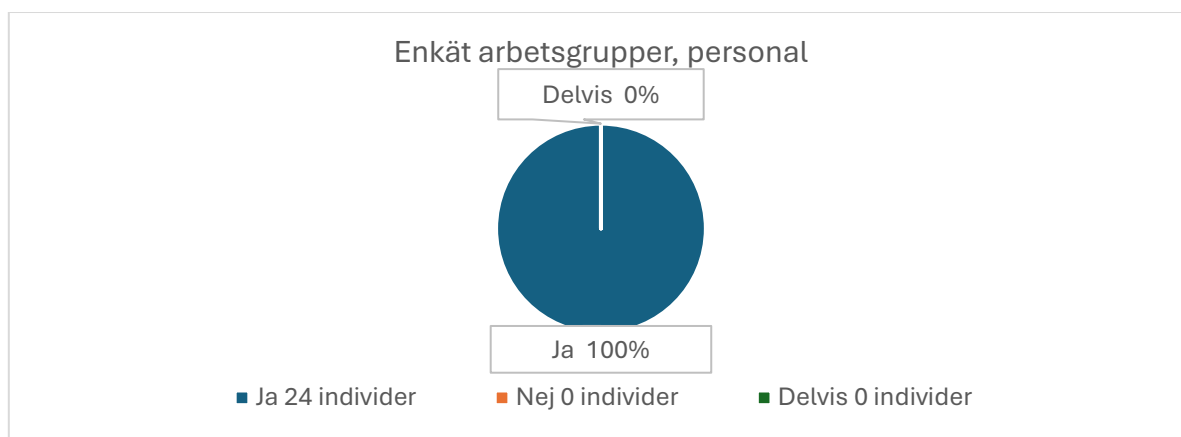 Enkät arbetsgrupper, personal
Delvis 0%
Ja 100%
Ja 24 individer
Nej 0 individer
Delvis 0 individer